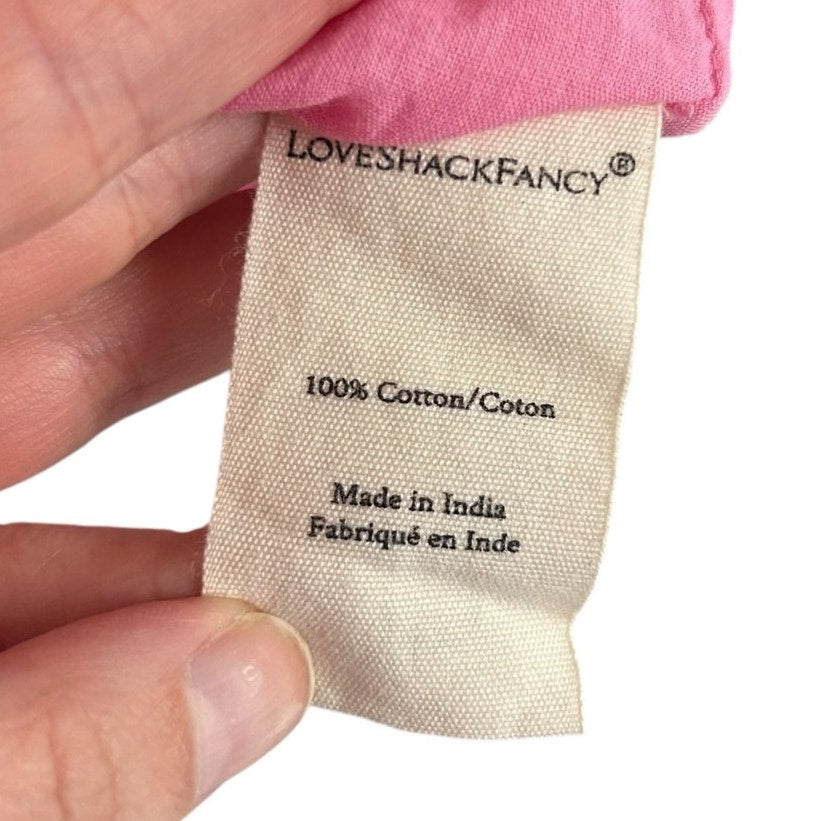 LOVESHACKFANCY®
100% Cotton/Coton
Made in India
Fabriqué en Inde